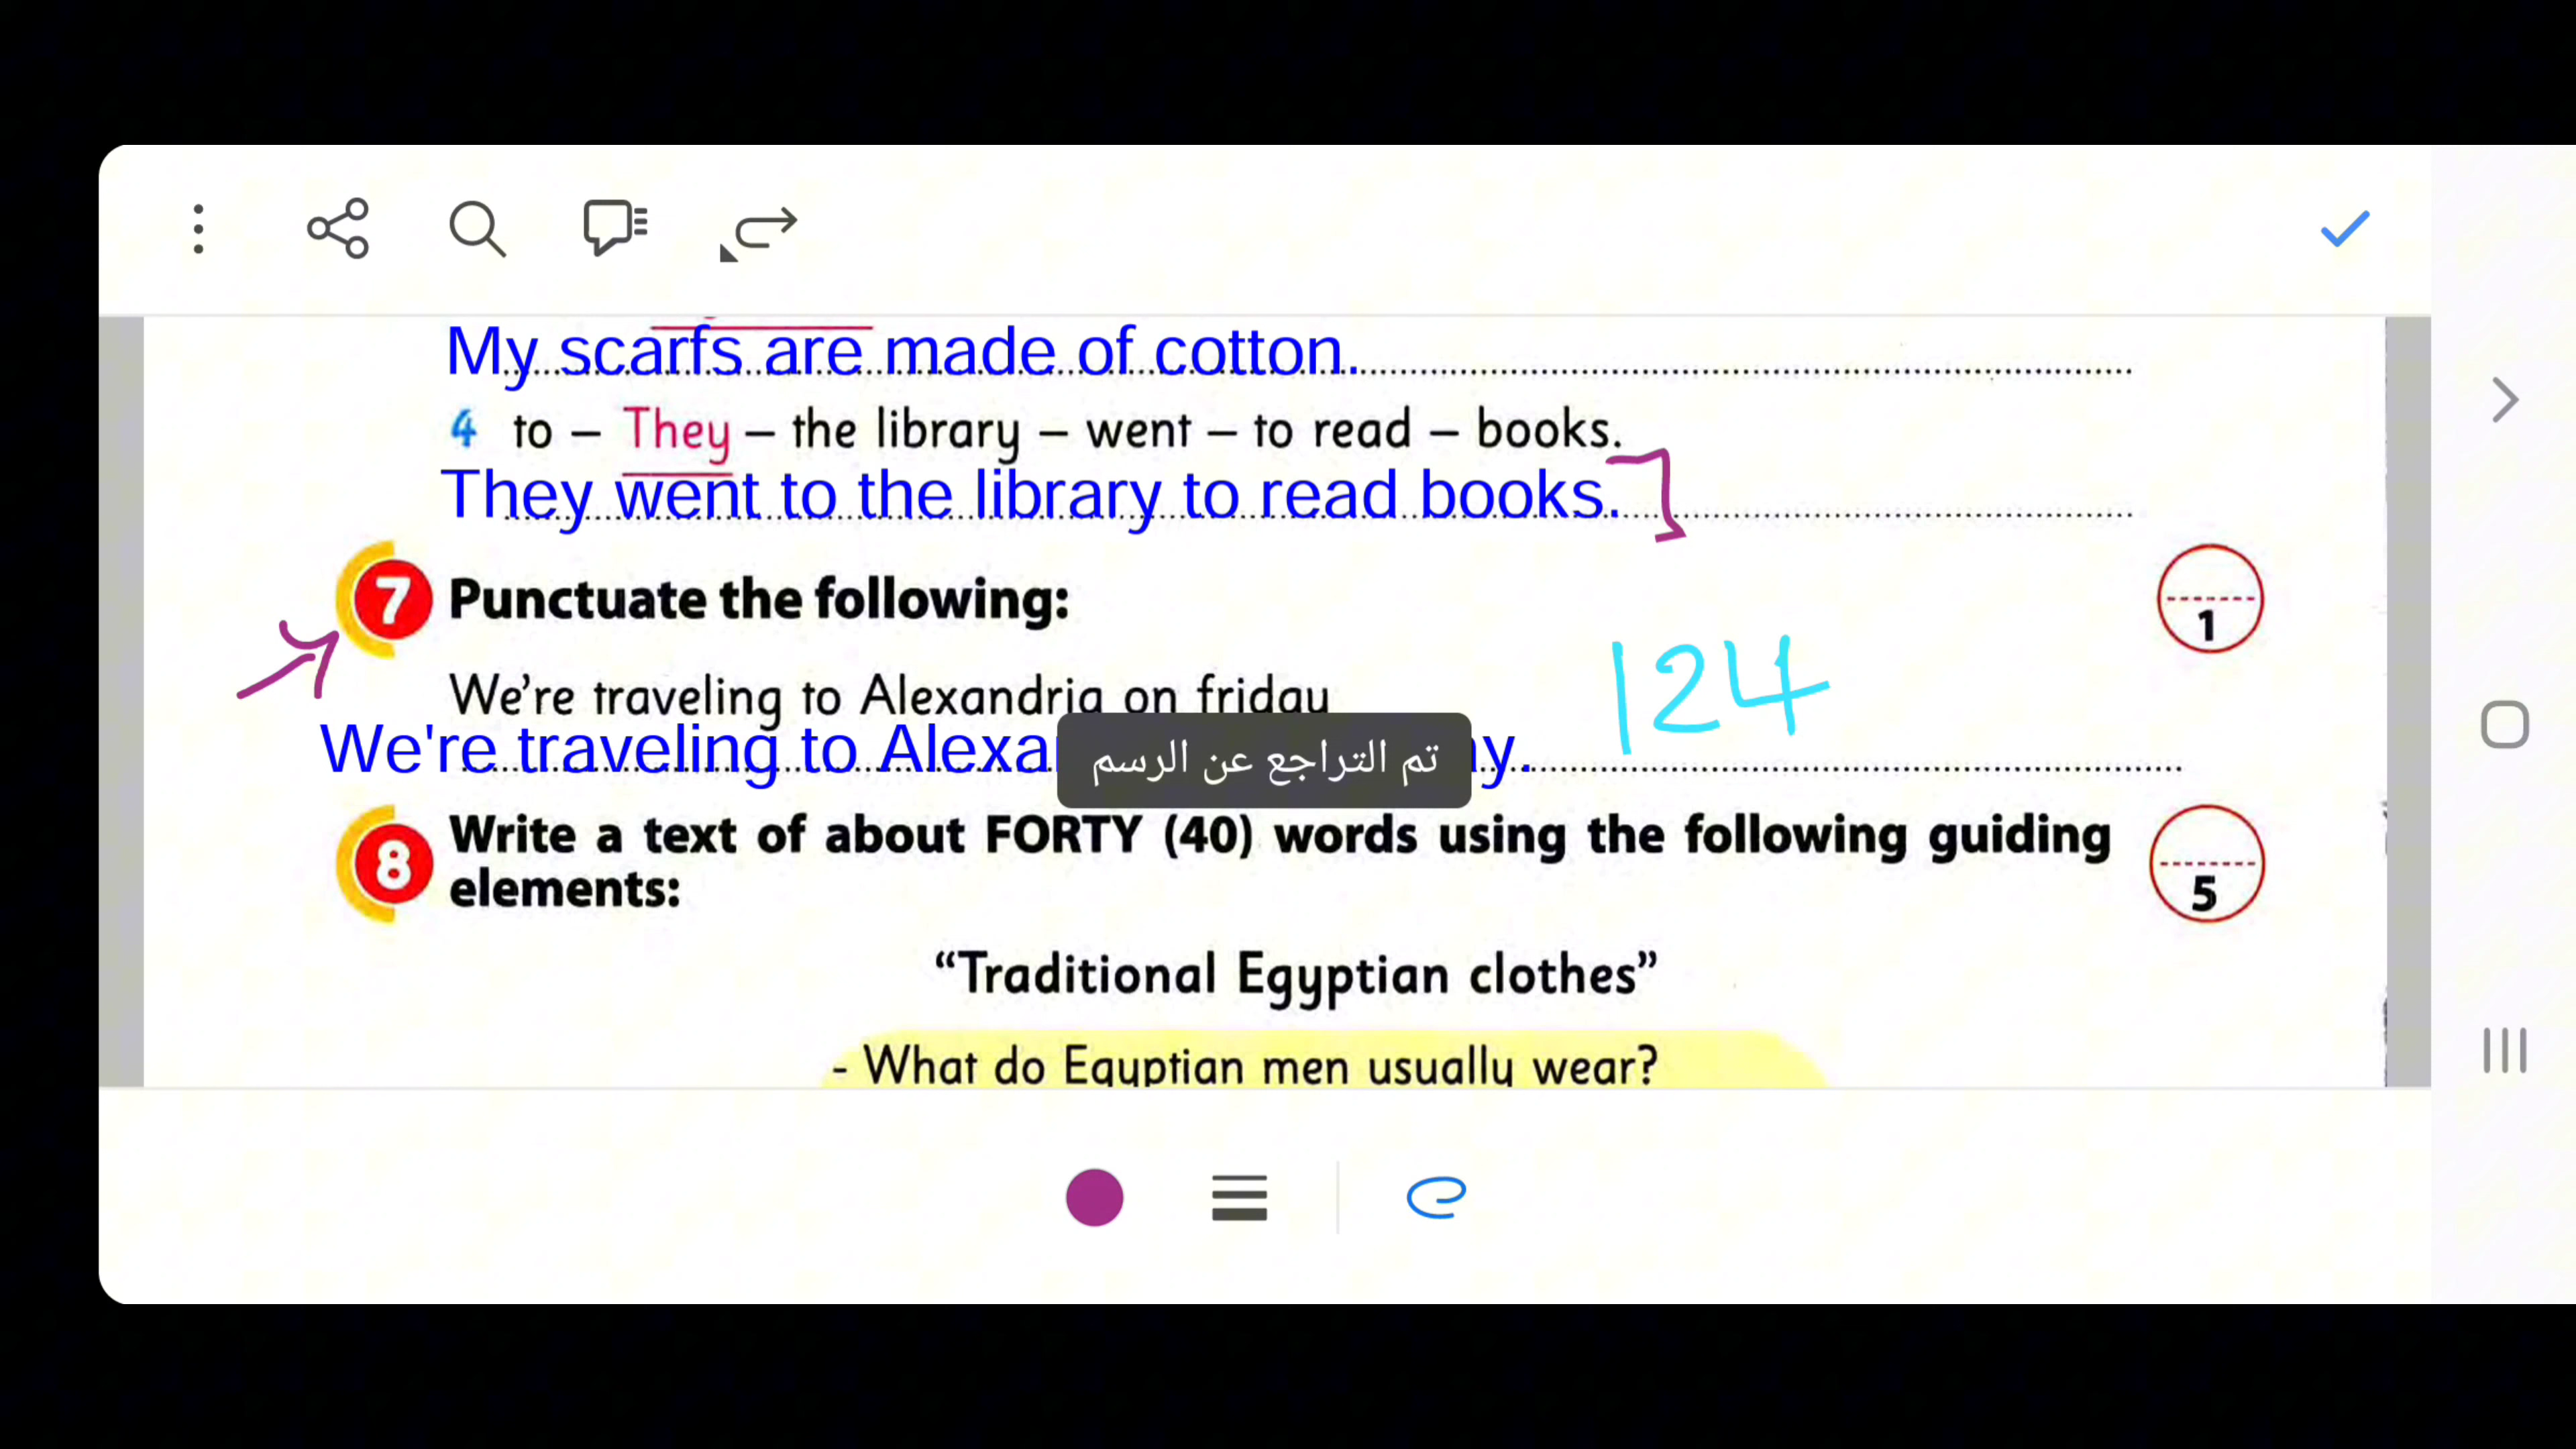 My scarfs are made of cotton.
4 to – They – the library – went – to read – books.
They went to the library to read books.
7 Punctuate the following:
1
We're traveling to Alexandria on friday
124
We're traveling to Alexa
y.
تم التراجع عن الرسم
8 Write a text of about FORTY (40) words using the following guiding
elements:
5
“Traditional Egyptian clothes”
- What do Egyptian men usually wear?